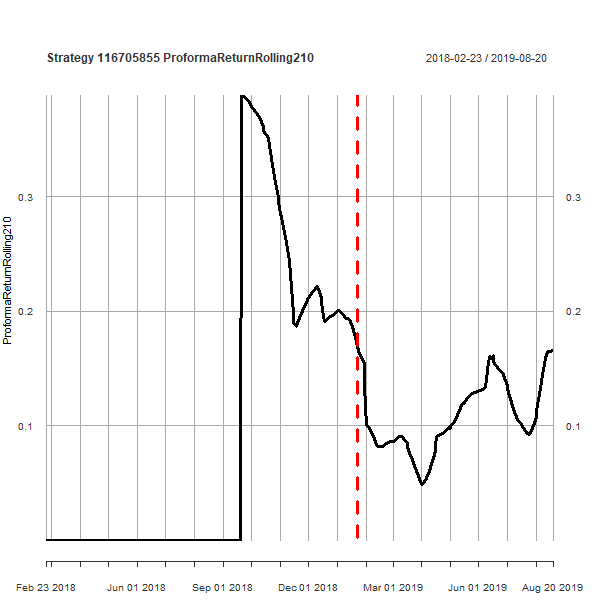 Strategy 116705855 ProformaReturnRolling210
2018-02-23 / 2019-08-20
ProformaReturnRolling210
0.3
0.3
0.2
0.2
0.1
0.1
Feb 23 2018
Jun 01 2018
Sep 01 2018
Dec 01 2018
Mar 01 2019
Jun 01 2019
Aug 20 2019